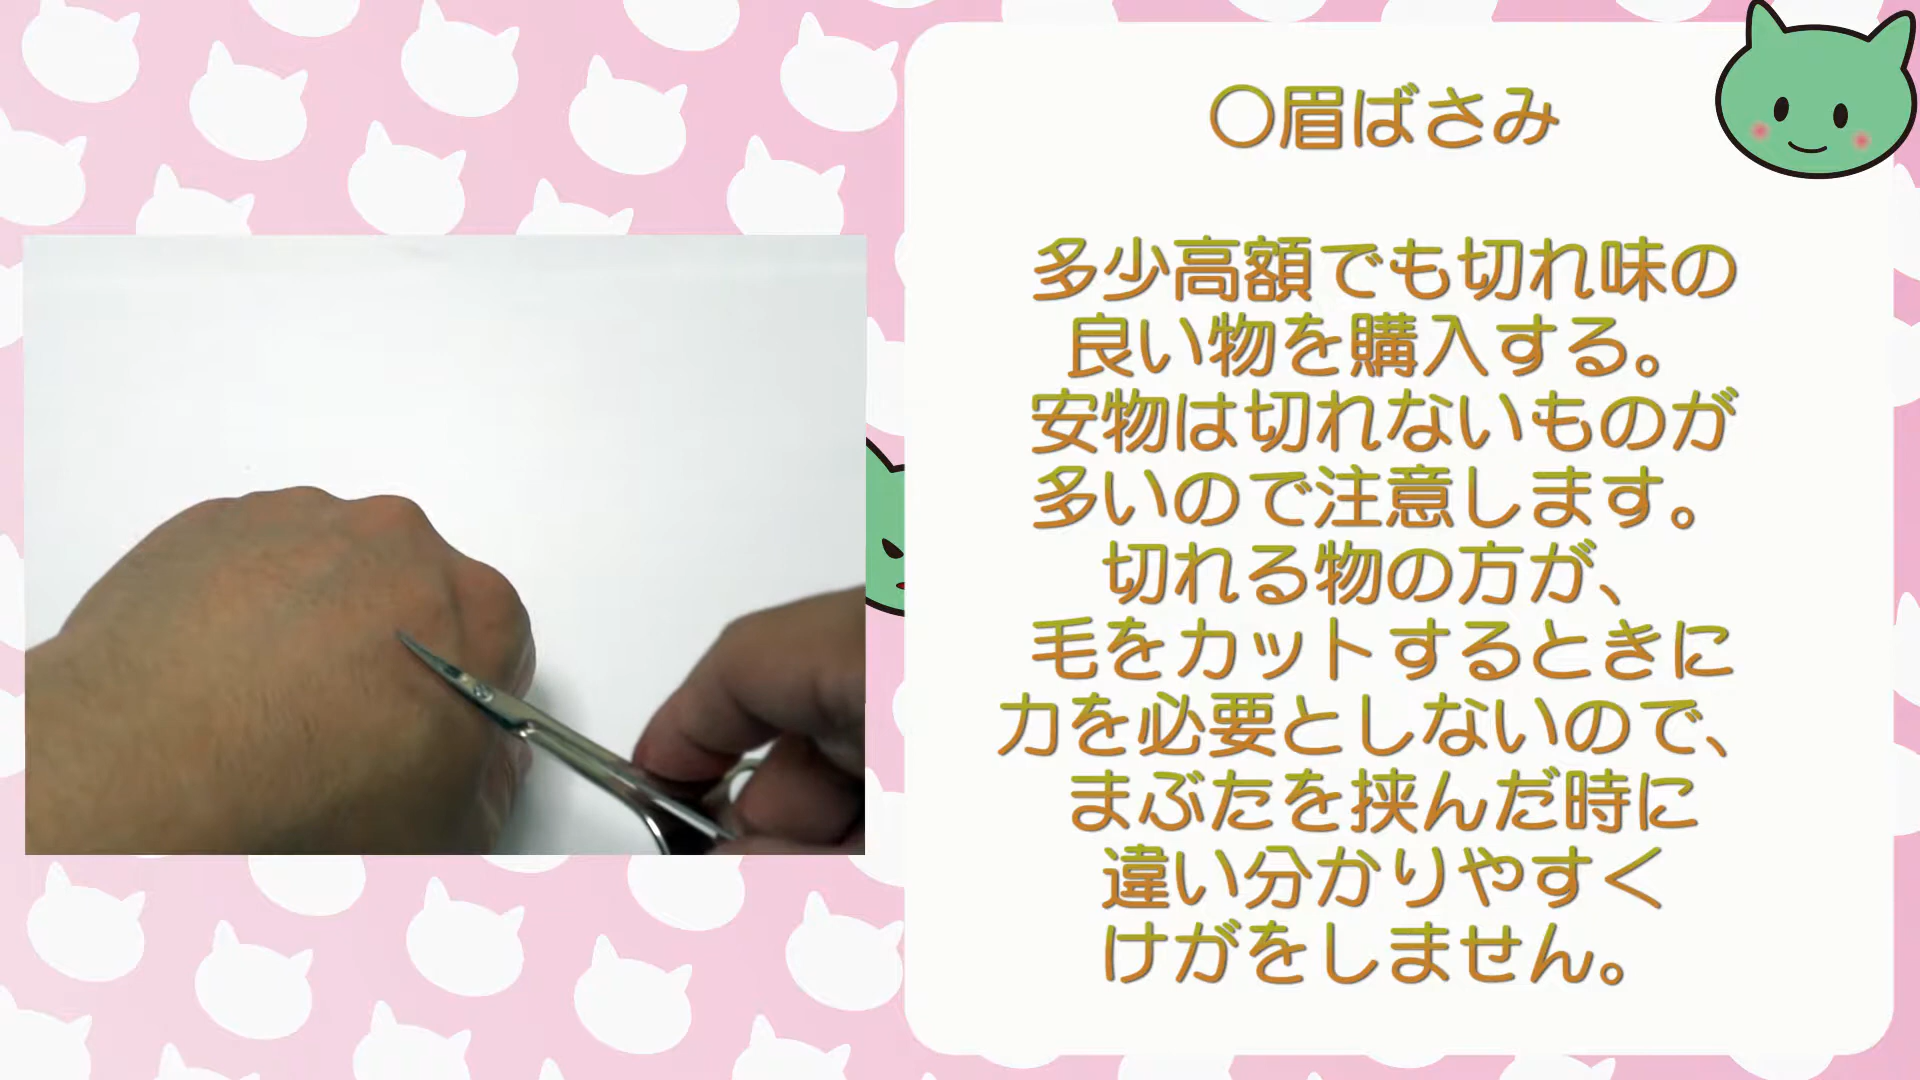 〇眉ばさみ
多少高額でも切れ味の
良い物を購入する。
安物は切れないものが
多いので注意します。
切れる物の方が、
毛をカットするときに
力を必要としないので、
まぶたを挟んだ時に
違い分かりやすく
けがをしません。